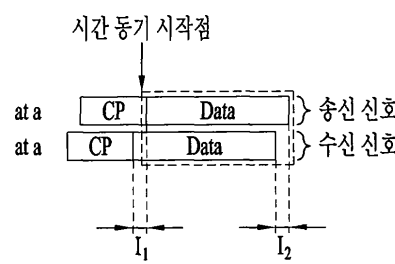 시간 동기 시작점
at a CP Data 송신 신호
at a CP Data 수신 신호
I₁ I₂